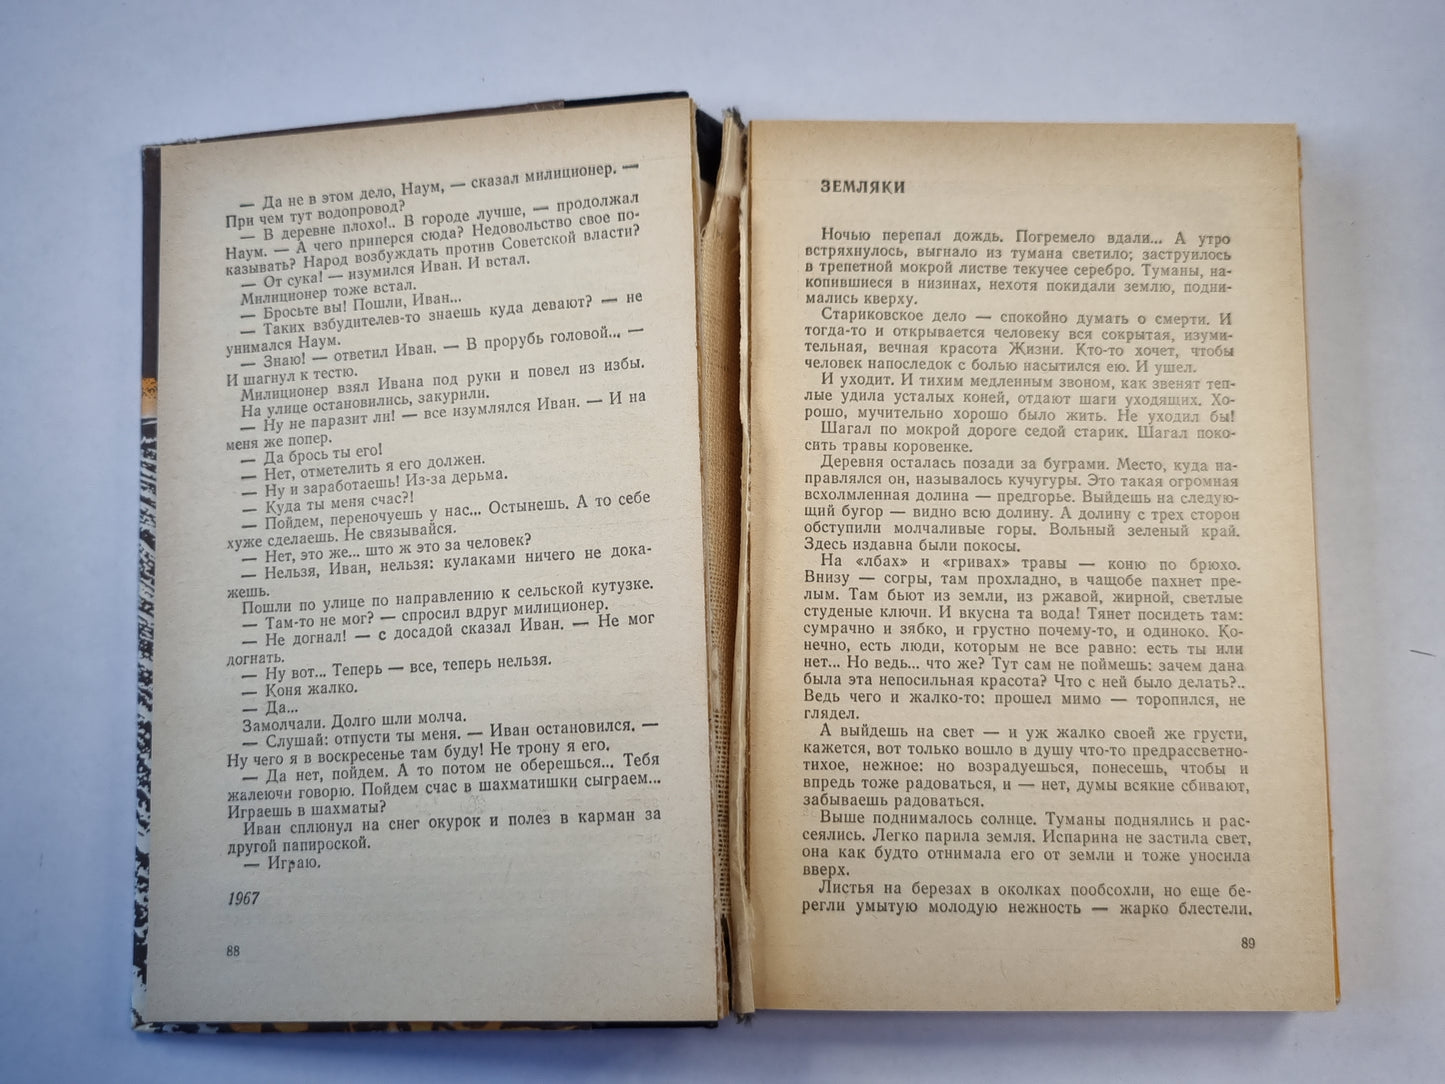 — Да не в этом дело, Наум, — сказал милиционер. —
При чем тут водопровод?
— В деревне плохо!.. В городе лучше, — продолжал
Наум. — А чего приперся сюда? Недовольство свое по-
казывать? Народ возбуждать против Советской власти?
— От сука! — изумился Иван. И встал.
Милиционер тоже встал.
— Бросьте вы! Пошли, Иван...
— Таких взбудителев-то знаешь куда девают? — не
унимался Наум.
— Знаю! — ответил Иван. — В прорубь головой... —
И шагнул к тестю.
Милиционер взял Ивана под руки и повел из избы.
На улице остановились, закурили.
— Ну не паразит ли! — все изумлялся Иван. — И на
меня же попер.
— Да брось ты его!
— Нет, отметелить я его должен.
— Ну и заработаешь! Из-за дерьма.
— Куда ты меня счас?!
— Пойдем, переночуешь у нас... Остынешь. А то себе
хуже сделаешь. Не связывайся.
— Нет, это же... што ж это за человек?
— Нельзя, Иван, нельзя: кулаками ничего не дока-
жешь.
Пошли по улице по направлению к сельской кутузке.
— Там-то не мог? — спросил вдруг милиционер.
— Не догнал! — с досадой сказал Иван. — Не мог
догнать.
— Ну вот... Теперь — все, теперь нельзя.
— Коня жалко.
— Да...
Замолчали. Долго шли молча.
— Слушай: отпусти ты меня. — Иван остановился. —
Ну чего я в воскресенье там буду! Не трону я его.
— Да нет, пойдем. А то потом не оберешься... Тебя
жалеючи говорю. Пойдем счас в шахматишки сыграем...
Играешь в шахматы?
Иван сплюнул на снег окурок и полез в карман за
другой папироской.
— Играю.
1967
88
ЗЕМЛЯКИ
Ночью перепал дождь. Погремело вдали... А утро
встряхнулось, выгнало из тумана светило; заструилось
в трепетной мокрой листве текучее серебро. Туманы, на-
копившиеся в низинах, нехотя покидали землю, подни-
мались кверху.
Стариковское дело — спокойно думать о смерти. И
тогда-то и открывается человеку вся сокрытая, изуми-
тельная, вечная красота Жизни. Кто-то хочет, чтобы
человек напоследок с болью насытился ею. И ушел.
И уходит. И тихим медленным звоном, как звенят теп-
лые удила усталых коней, отдают шаги уходящих. Хо-
рошо, мучительно хорошо было жить. Не уходил бы!
Шагал по мокрой дороге седой старик. Шагал поко-
сить травы коровенке.
Деревня осталась позади за буграми. Место, куда на-
правлялся он, называлось кучугуры. Это такая огромная
всхолмленная долина — предгорье. Выйдешь на следую-
щий бугор — видно всю долину. А долину с трех сторон
обступили молчаливые горы. Вольный зеленый край.
Здесь издавна были покосы.
На «лбах» и «гривах» травы — коню по брюхо.
Внизу — согры, там прохладно, в чащобе пахнет пре-
лым. Там бьют из земли, из ржавой, жирной, светлые
студеные ключи. И вкусна та вода! Тянет посидеть там:
сумрачно и зябко, и грустно почему-то, и одиноко. Ко-
нечно, есть люди, которым не все равно: есть ты или
нет... Но ведь... что же? Тут сам не поймешь: зачем дана
была эта непосильная красота? Что с ней было делать?..
Ведь чего и жалко-то: прошел мимо — торопился, не
глядел.
А выйдешь на свет — и уж жалко своей же грусти,
кажется, вот только вошло в душу что-то предрассветно-
тихое, нежное: но возрадуешься, понесешь, чтобы и
впредь тоже радоваться, и — нет, думы всякие сбивают,
забываешь радоваться.
Выше поднималось солнце. Туманы поднялись и рас-
сеялись. Легко парила земля. Испарина не застила свет,
она как будто отнимала его от земли и тоже уносила
вверх.
Листья на березах в околках пообсохли, но еще бе-
регли умытую молодую нежность — жарко блестели.
89